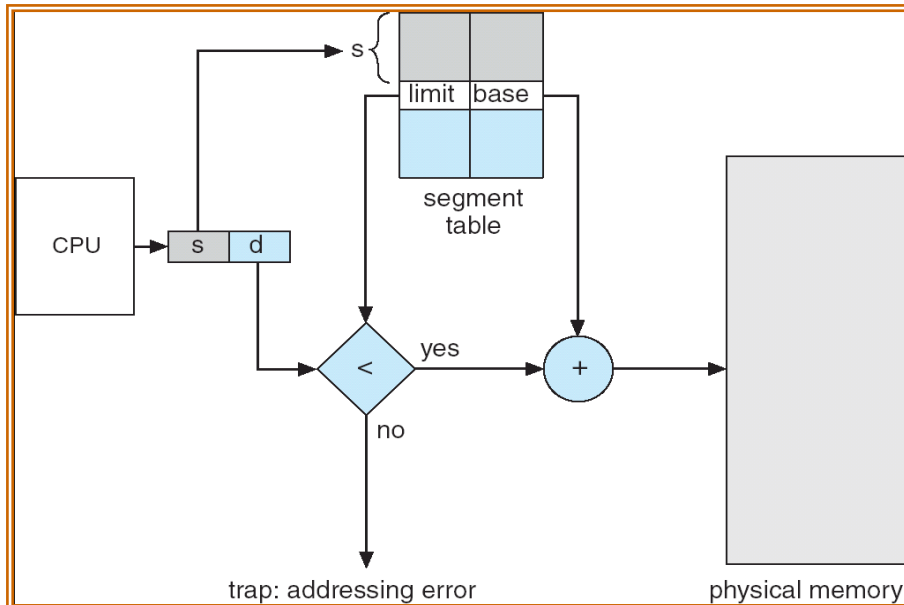 s
limit base
segment
table
CPU
s d
<
yes
+
no
trap: addressing error
physical memory